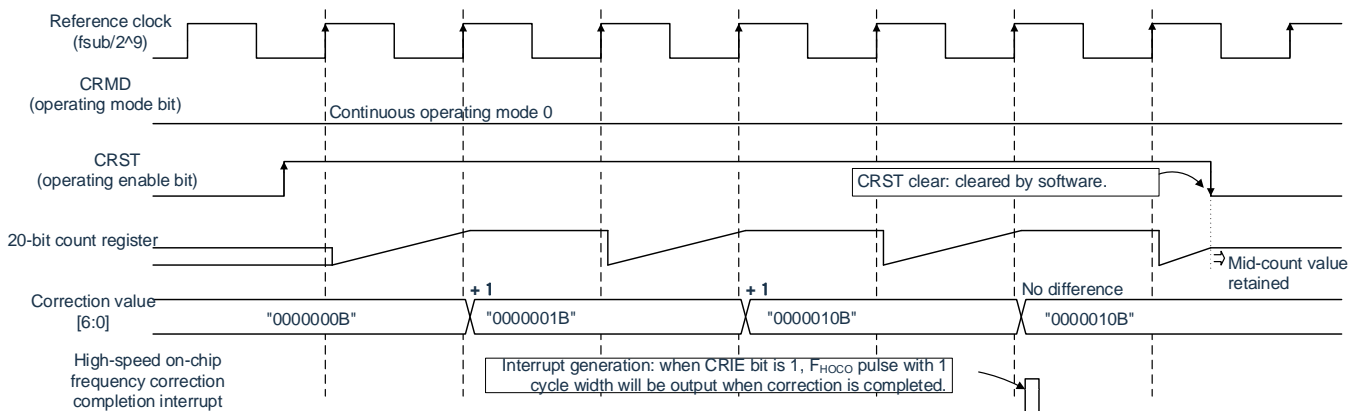 Reference clock
(fsub/2^9)
CRMD
(operating mode bit)
Continuous operating mode 0
CRST
(operating enable bit)
CRST clear: cleared by software.
20-bit count register
Mid-count value
retained
Correction value
[6:0]
+ 1
+ 1
No difference
"0000000B"
"0000001B"
"0000010B"
"0000010B"
High-speed on-chip
frequency correction
completion interrupt
Interrupt generation: when CRIE bit is 1, FHOCO pulse with 1
cycle width will be output when correction is completed.